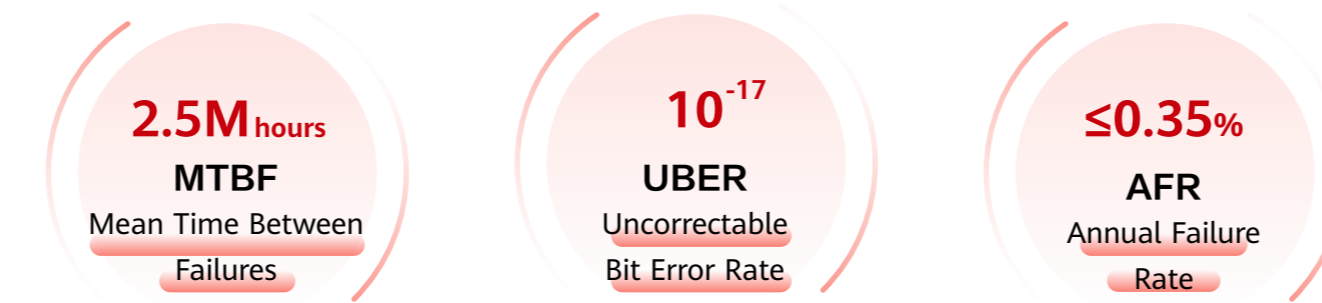 2.5M hours
MTBF
Mean Time Between
Failures
10⁻¹⁷
UBER
Uncorrectable
Bit Error Rate
≤0.35%
AFR
Annual Failure
Rate